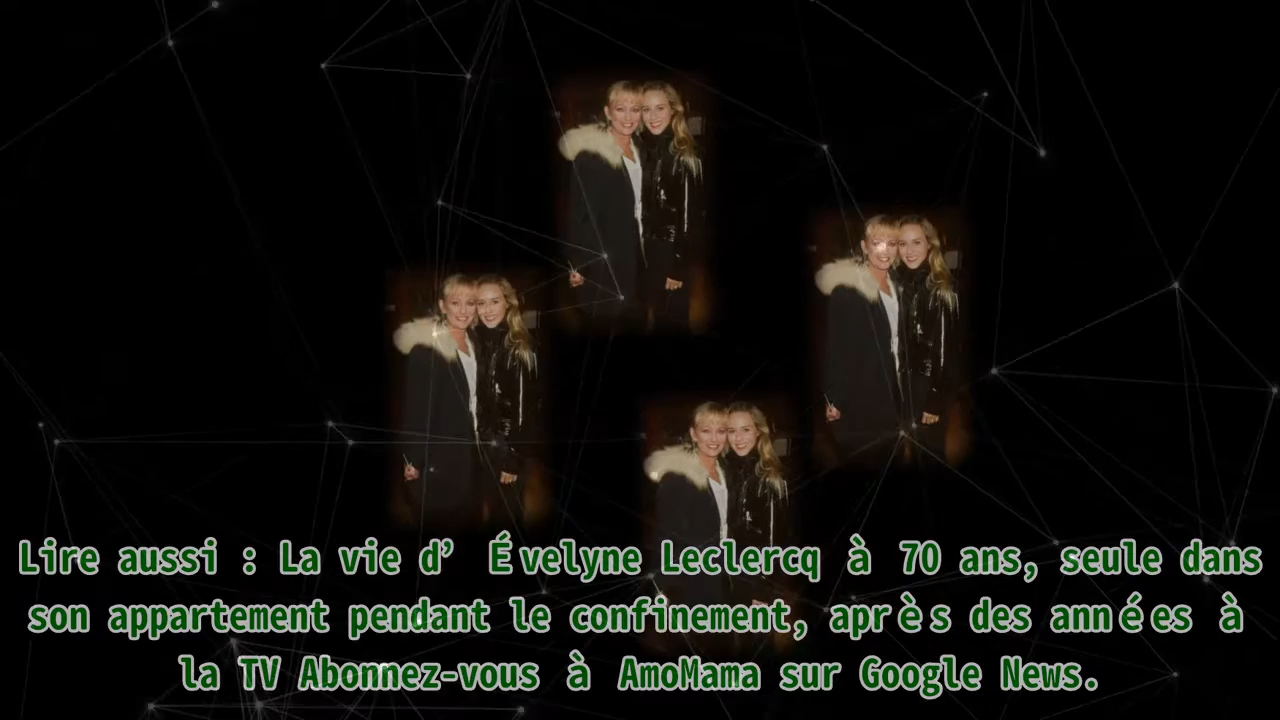 Lire aussi : La vie d’ Évelyne Leclercq à 70 ans, seule dans
son appartement pendant le confinement, après des années à
la TV Abonnez-vous à AmoMama sur Google News.